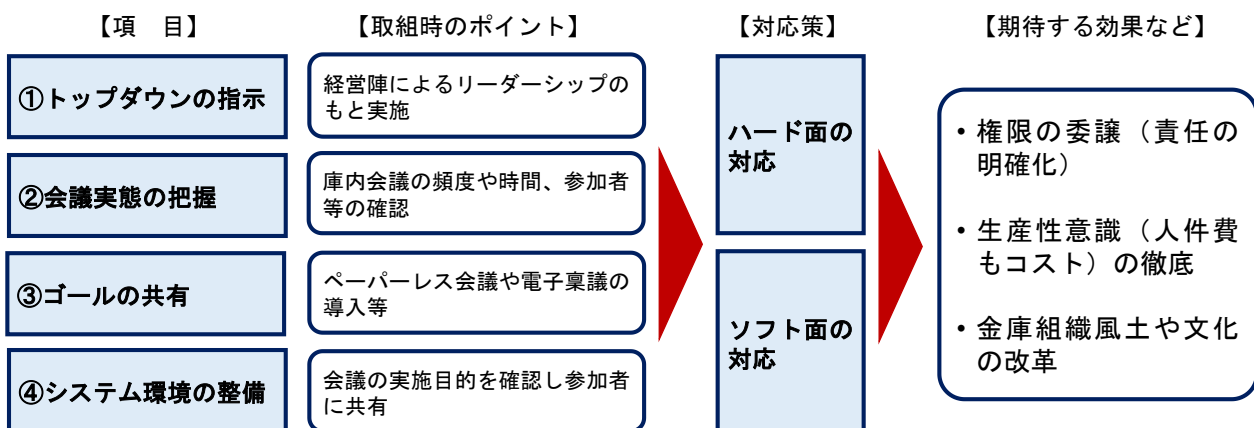 【項　目】
【取組時のポイント】
【対応策】
【期待する効果など】
①トップダウンの指示
経営陣によるリーダーシップの
もと実施
②会議実態の把握
庫内会議の頻度や時間、参加者
等の確認
③ゴールの共有
ペーパーレス会議や電子稟議の
導入等
④システム環境の整備
会議の実施目的を確認し参加者
に共有
ハード面の
対応
ソフト面の
対応
・権限の委譲（責任の
明確化）
・生産性意識（人件費
もコスト）の徹底
・金庫組織風土や文化
の改革